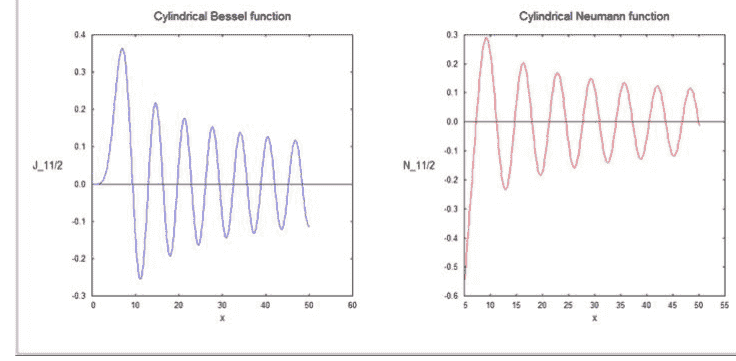 Cylindrical Bessel function
0.4
0.3
0.2
0.1
0.0
-0.1
-0.2
-0.3
J_11/2
0 10 20 30 40 50 60
x
Cylindrical Neumann function
0.3
0.2
0.1
0.0
-0.1
-0.2
-0.3
-0.4
-0.5
-0.6
N_11/2
5 10 15 20 25 30 35 40 45 50 55
x